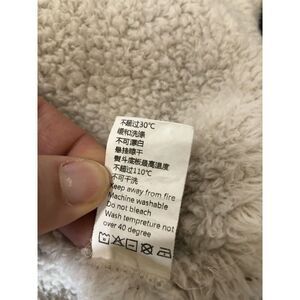 不超过30℃
缓和洗涤
不可漂白
悬挂晾干
熨斗底板最高温度
不超过110℃
不可干洗
Keep away from fire
Machine washable
Do not bleach
Wash tempreture not
over 40 degree